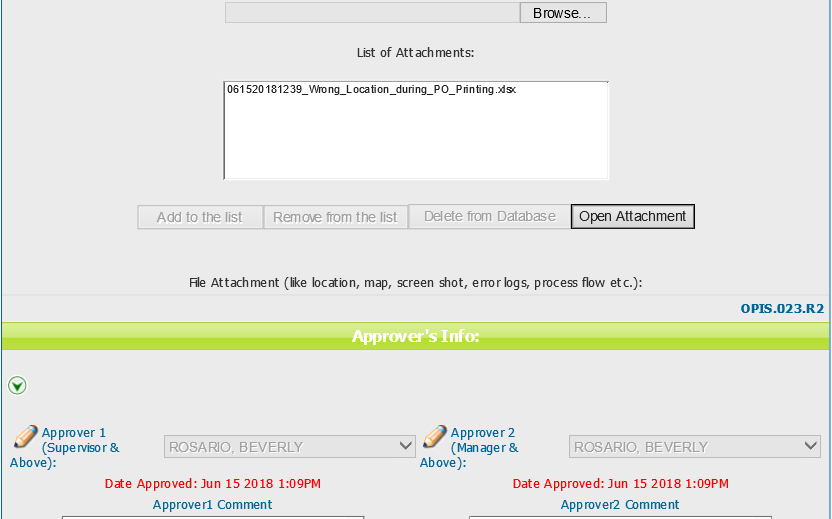 Browse...
List of Attachments:
061520181239_Wrong_Location_during_PO_Printing.xlsx
Add to the list Remove from the list Delete from Database Open Attachment
File Attachment (like location, map, screen shot, error logs, process flow etc.):
OPIS.023.R2
Approver's Info:
Approver 1 (Supervisor & Above): ROSARIO, BEVERLY
Approver 2 (Manager & Above): ROSARIO, BEVERLY
Date Approved: Jun 15 2018 1:09PM Date Approved: Jun 15 2018 1:09PM
Approver1 Comment Approver2 Comment